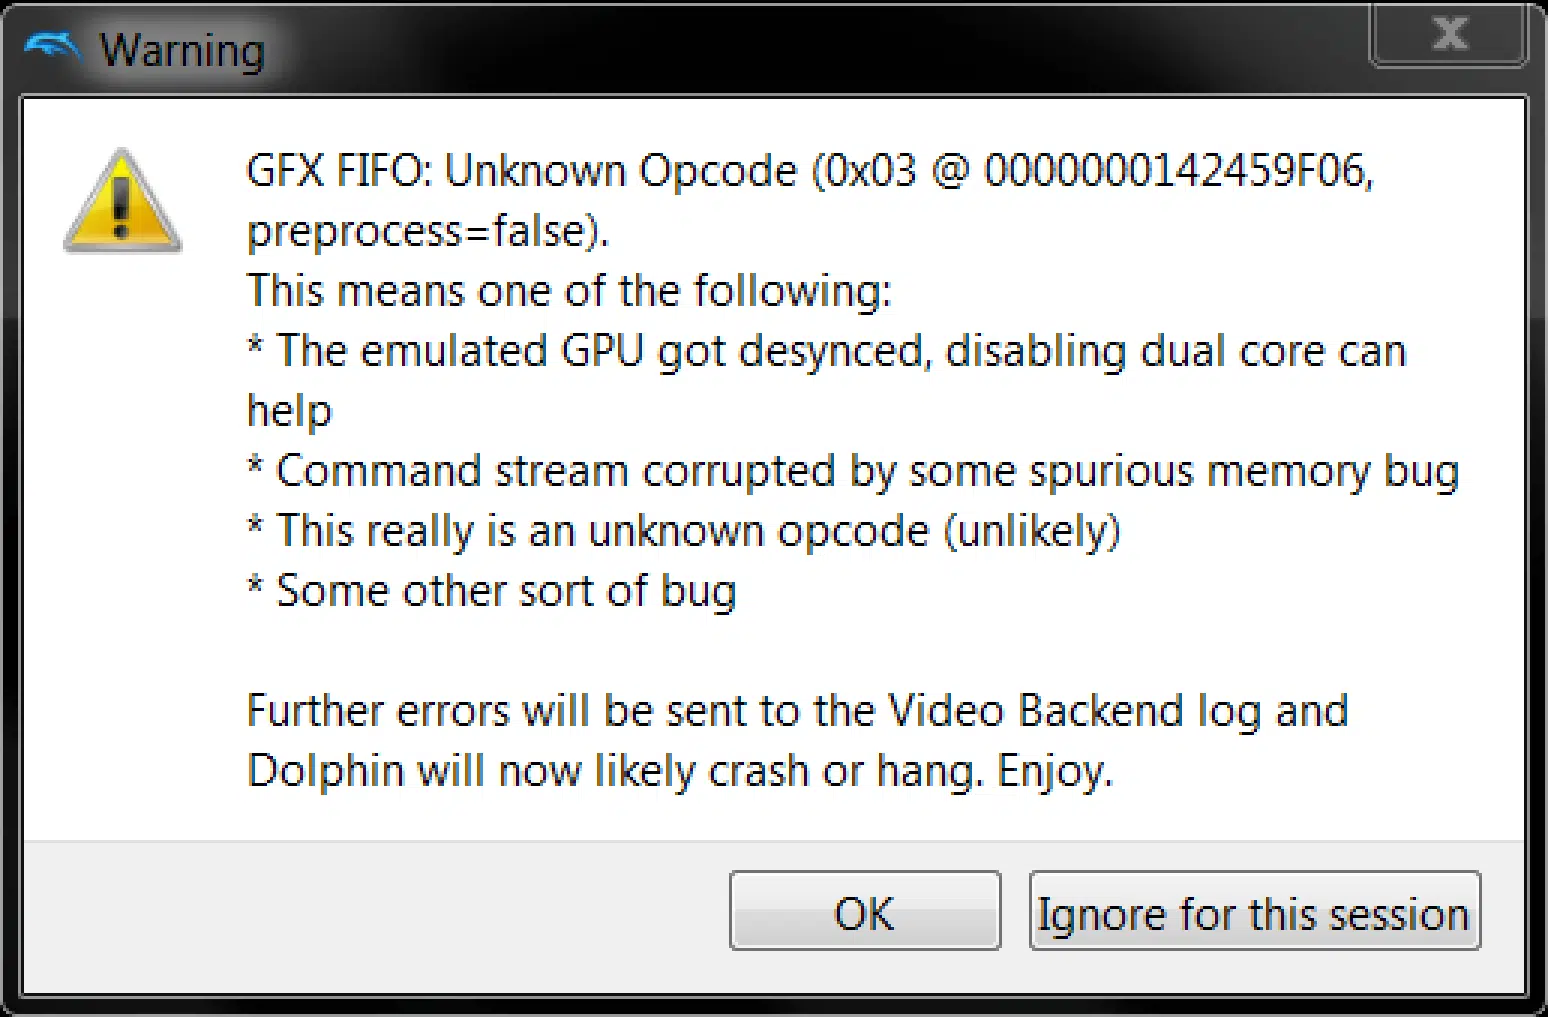 Warning
X
GFX FIFO: Unknown Opcode (0x03 @ 0000000142459F06,
preprocess=false).
This means one of the following:
* The emulated GPU got desynced, disabling dual core can
help
* Command stream corrupted by some spurious memory bug
* This really is an unknown opcode (unlikely)
* Some other sort of bug
Further errors will be sent to the Video Backend log and
Dolphin will now likely crash or hang. Enjoy.
OK
Ignore for this session